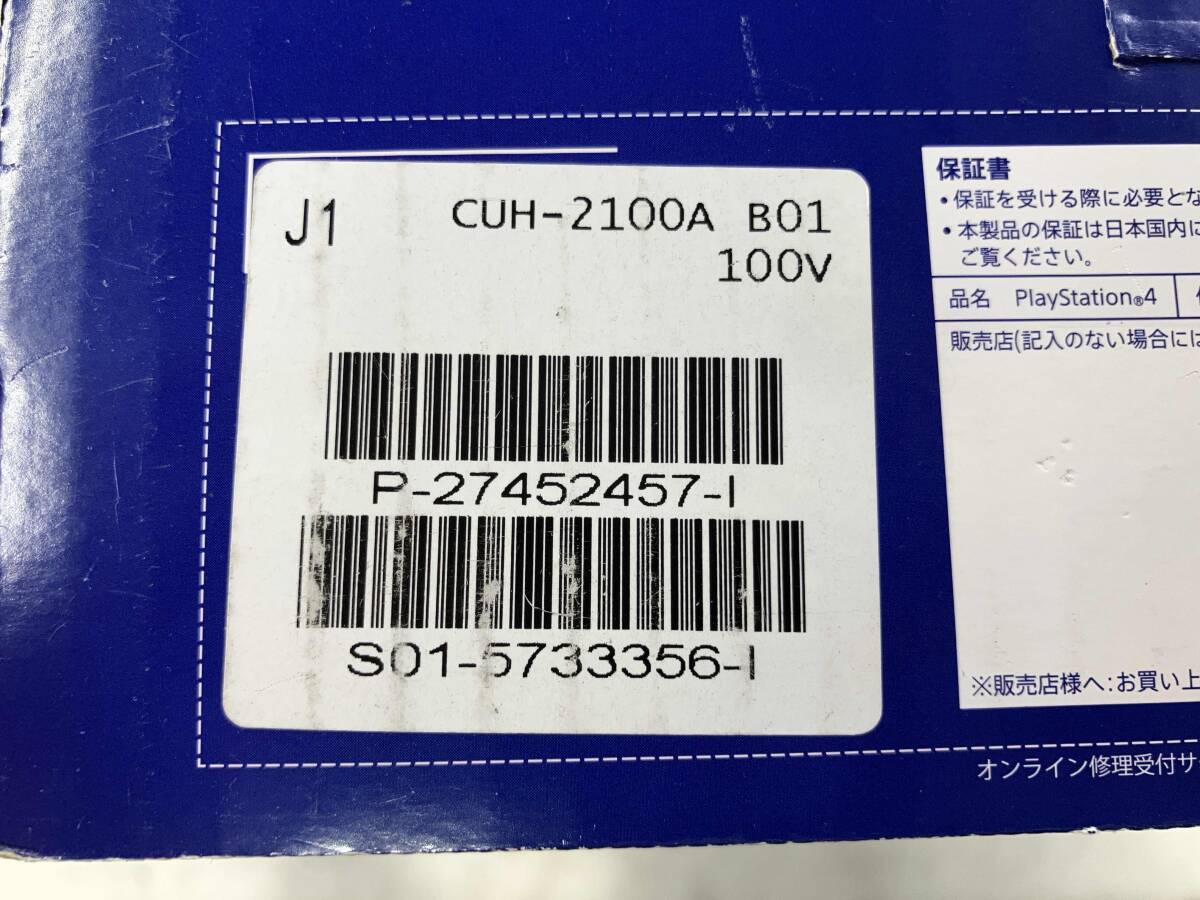 J1
CUH-2100A B01
100V
P-27452457-I
S01-5733356-I
保証書
•保証を受ける際に必要とな
•本製品の保証は日本国内に
ご覧ください。
品名 PlayStation®4
販売店(記入のない場合には
※販売店様へ:お買い上
オンライン修理受付サ